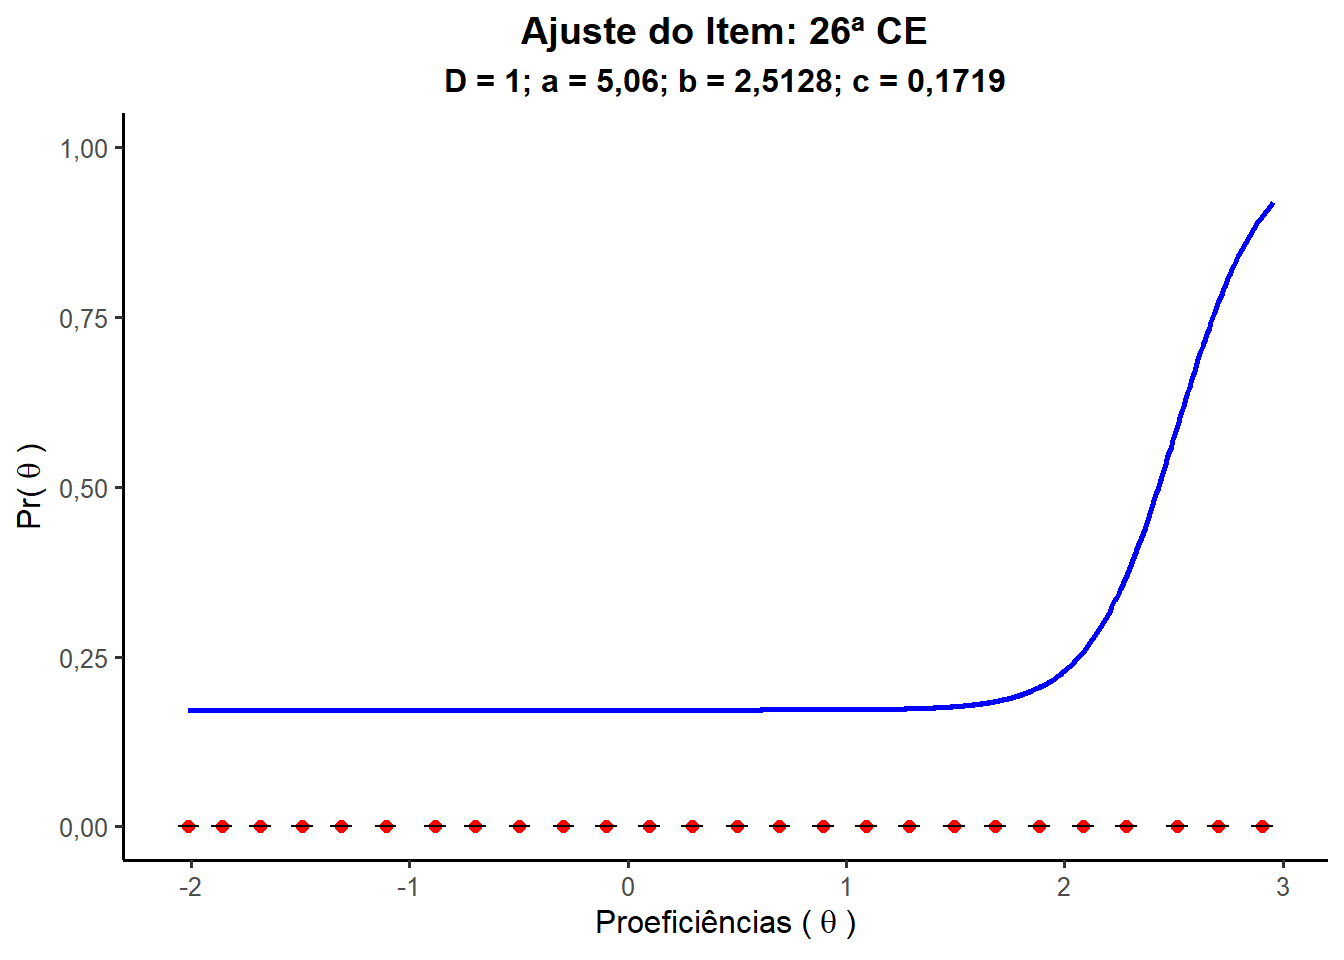 Ajuste do Item: 26ª CE
D = 1; a = 5,06; b = 2,5128; c = 0,1719
1,00
0,75
0,50
0,25
0,00
Pr( θ )
-2 -1 0 1 2 3
Proeficiências ( θ )